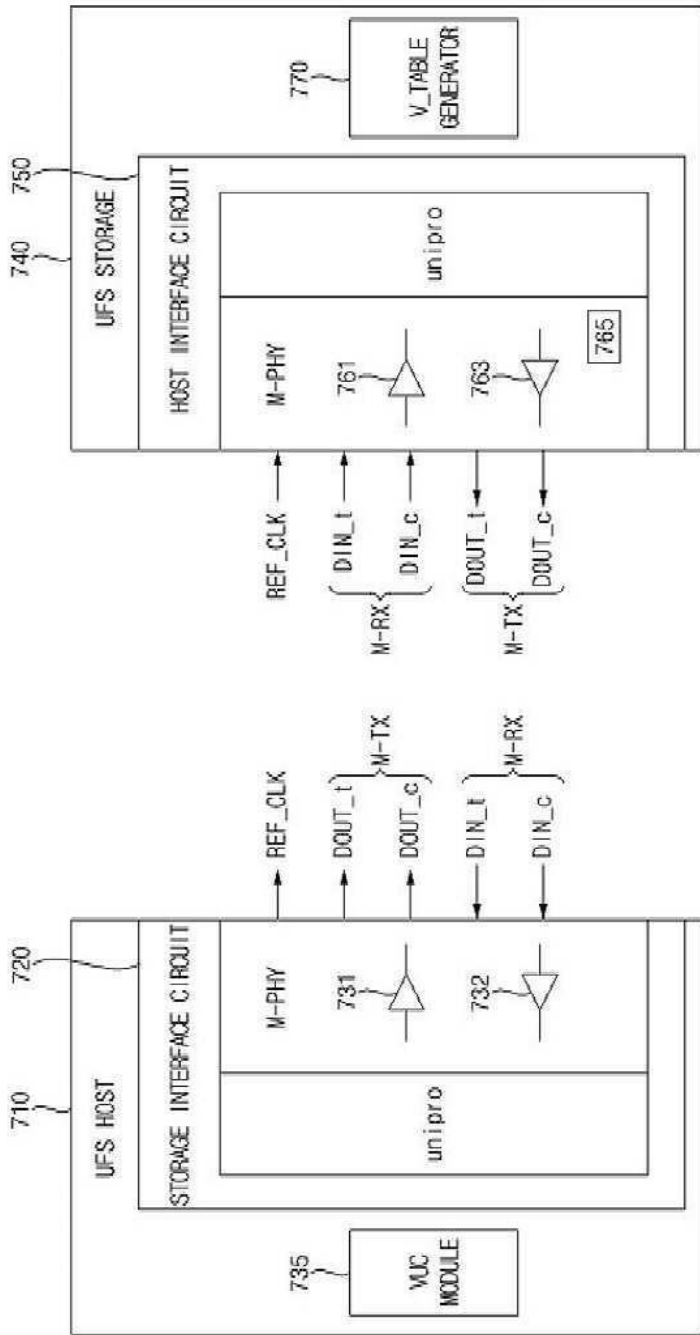 710
UFS HOST
720
STORAGE INTERFACE CIRCUIT
735
VUC
MODULE
unipro
M-PHY
731
732
REF_CLK
DOUT_t
DOUT_c
M-TX
DIN_t
DIN_c
M-RX
740
UFS STORAGE
750
HOST INTERFACE CIRCUIT
REF_CLK
DIN_t
DIN_c
M-RX
DOUT_t
DOUT_c
M-TX
M-PHY
761
763
765
unipro
770
V_TABLE
GENERATOR